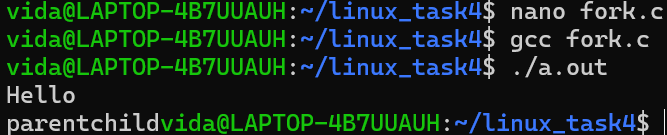 vida@LAPTOP-4B7UUAUH:~/linux_task4$ nano fork.c
vida@LAPTOP-4B7UUAUH:~/linux_task4$ gcc fork.c
vida@LAPTOP-4B7UUAUH:~/linux_task4$ ./a.out
Hello
parentchildvida@LAPTOP-4B7UUAUH:~/linux_task4$